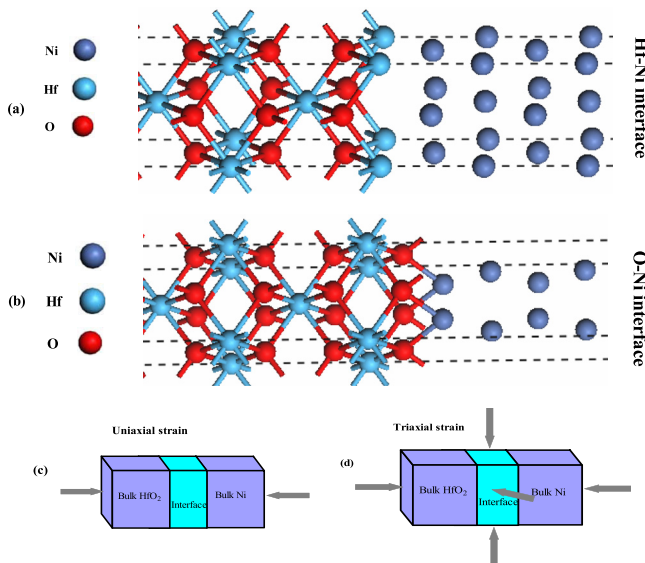 Ni
Hf
O
(a)
Hf-Ni interface
Ni
Hf
O
(b)
O-Ni interface
Uniaxial strain
(c)
Bulk HfO₂
Interface
Bulk Ni
Triaxial strain
(d)
Bulk HfO₂
Interface
Bulk Ni